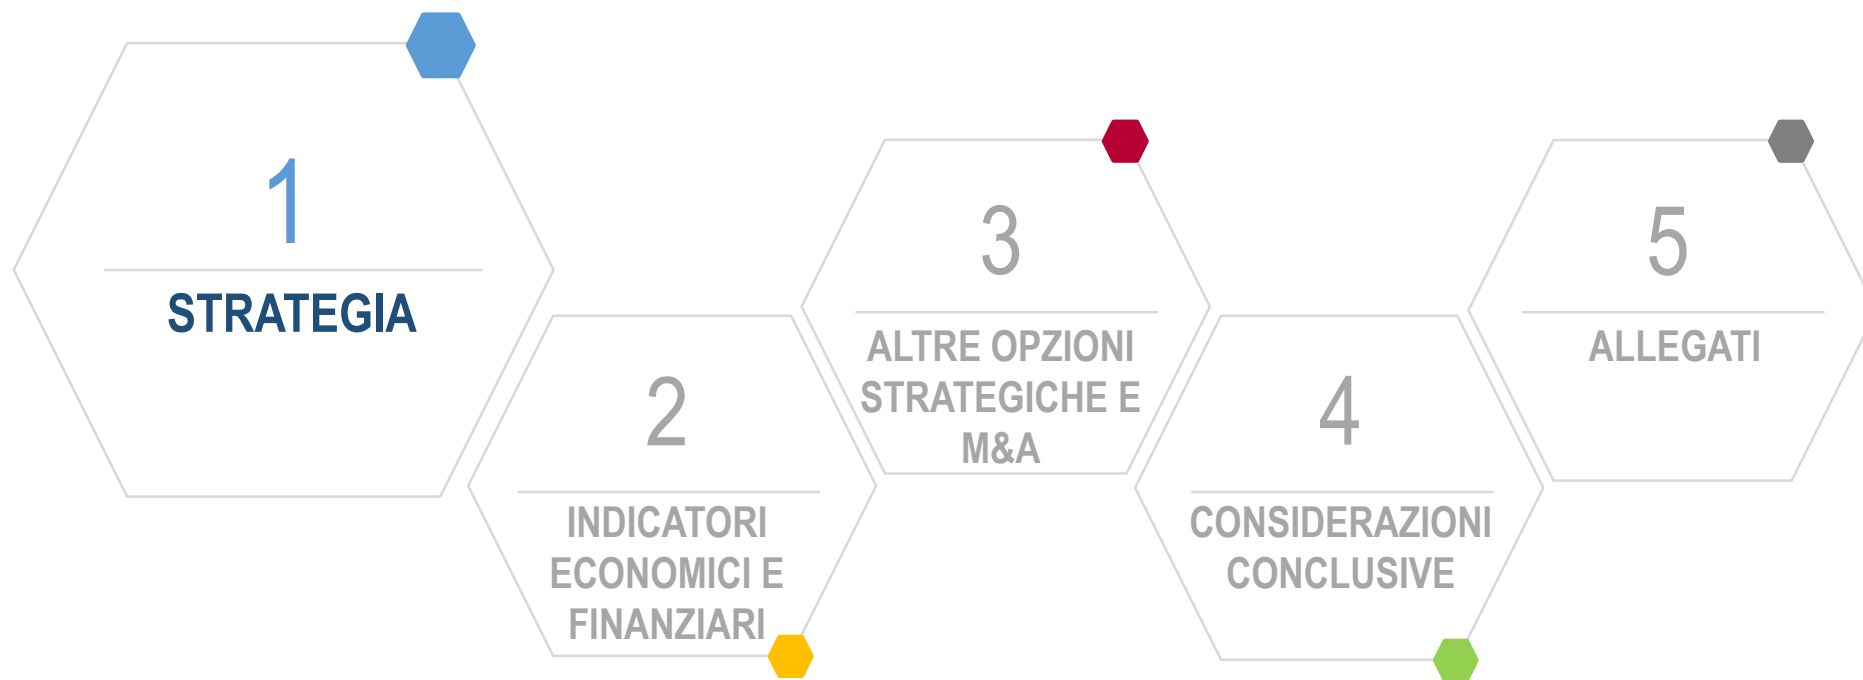 1
STRATEGIA
2
INDICATORI
ECONOMICI E
FINANZIARI
3
ALTRE OPZIONI
STRATEGICHE E
M&A
4
CONSIDERAZIONI
CONCLUSIVE
5
ALLEGATI